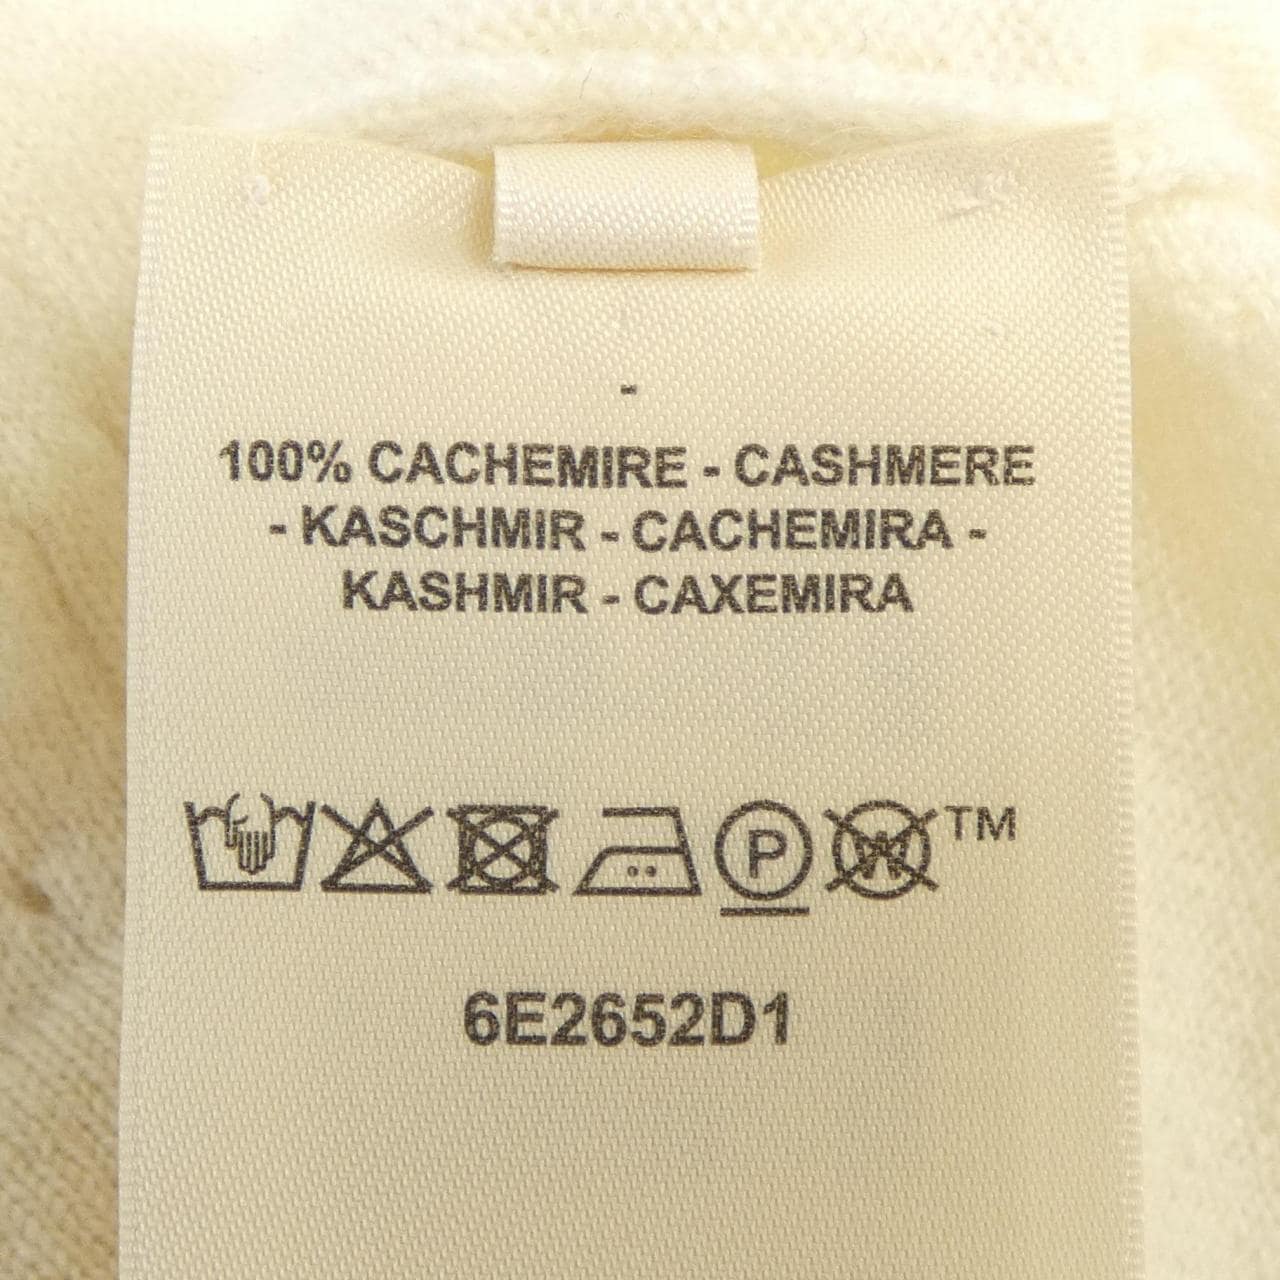 -
100% CACHEMIRE - CASHMERE
- KASCHMIR - CACHEMIRA -
KASHMIR - CAXEMIRA
P W TM
6E2652D1